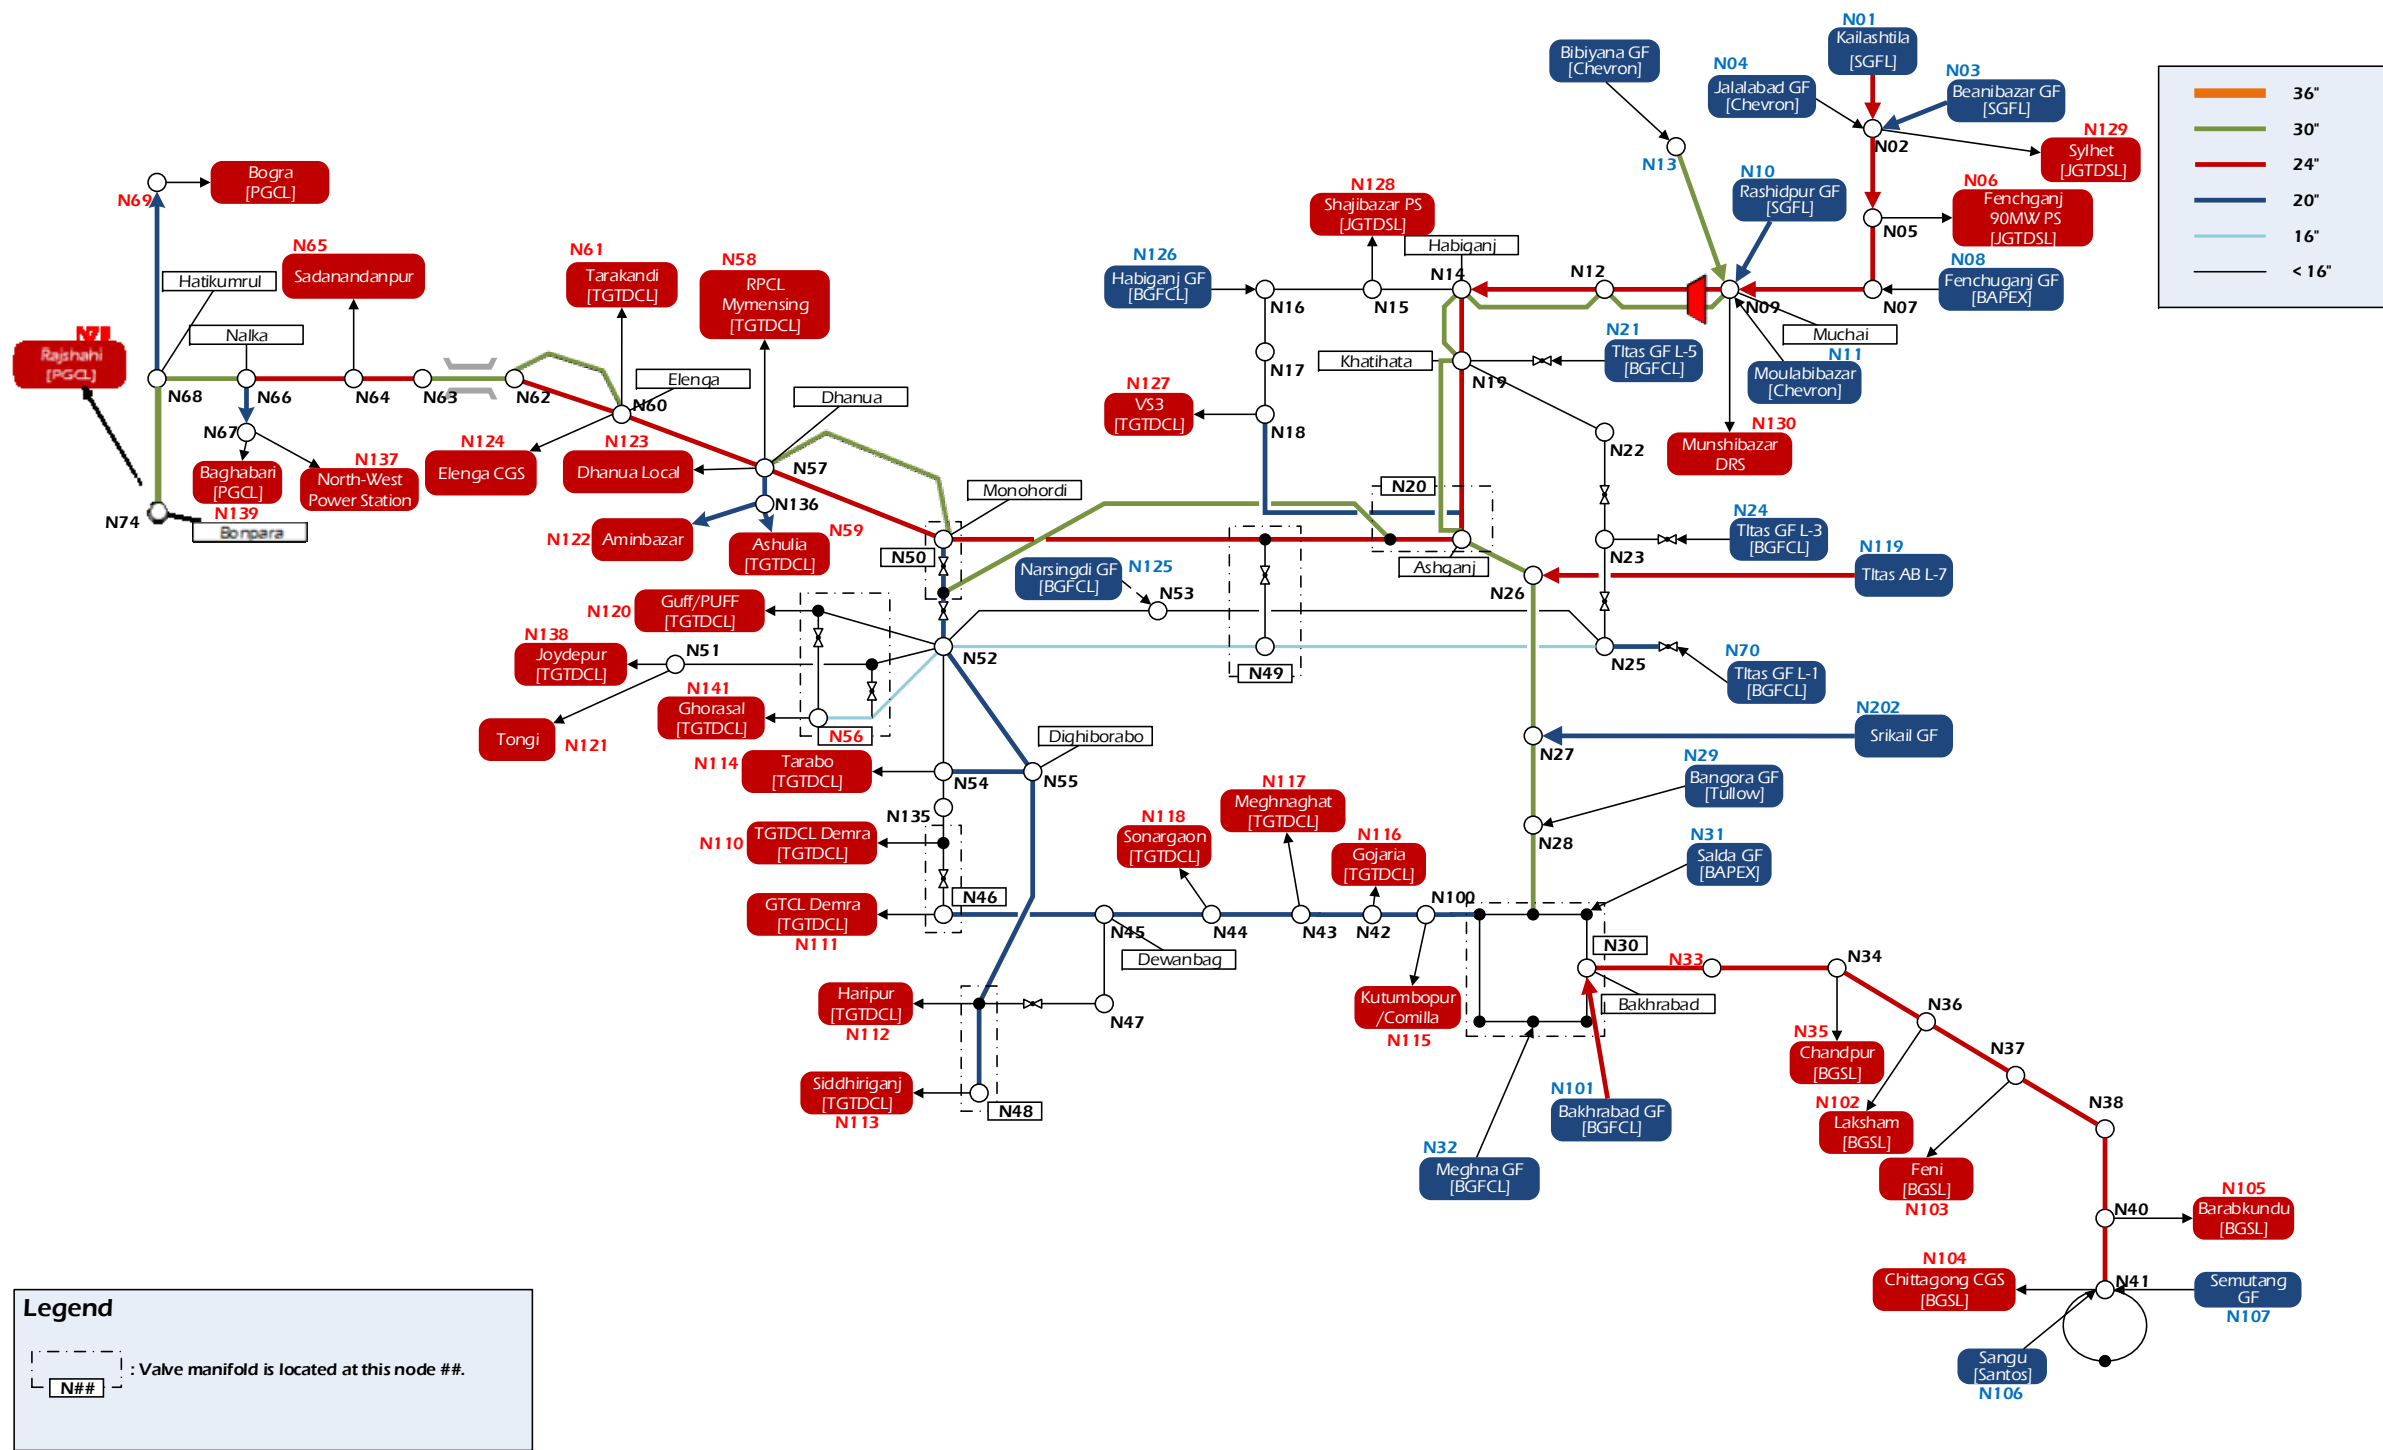 N01
Kailashtila
[SGFL]
Bibiyana GF
[Chevron]
N04
Jalalabad GF
[Chevron]
N03
Beanibazar GF
[SGFL]
36"
30"
24"
20"
16"
< 16"
N02
N129
Sylhet
[JGTDSL]
N13
N10
Rashidpur GF
[SGFL]
N06
Fenchganj
90MW PS
[JGTDSL]
N05
N128
Shajibazar PS
[JGTDSL]
Bogra
[PGCL]
N69
N65
Sadanandanpur
N61
Tarakandi
[TGTDCL]
N58
RPCL
Mymensing
[TGTDCL]
Hatikumrul
Nalka
N126
Habiganj GF
[BGFCL]
Habiganj
N14
N12
N16
N15
N09
N08
Fenchuganj GF
[BAPEX]
N07
Muchai
Rajshahi
[PGCL]
N21
TItas GF L-5
[BGFCL]
N11
Moulabibazar
[Chevron]
Khatihata
N19
N17
N68
N66
N64
N63
N62
N60
Elenga
Dhanua
N127
VS3
[TGTDCL]
N18
N22
N130
Munshibazar
DRS
N67
Baghabari
[PGCL]
N139
N137
North-West
Power Station
N124
Elenga CGS
N123
Dhanua Local
N57
N136
N122
Aminbazar
N59
Ashulia
[TGTDCL]
N74
Bonpara
Monohordi
N20
N50
Ashganj
N24
TItas GF L-3
[BGFCL]
N23
N119
TItas AB L-7
Narsingdi GF
[BGFCL]
N125
N53
N26
N120
Guff/PUFF
[TGTDCL]
N138
Joydepur
[TGTDCL]
N51
N52
N49
N25
N70
TItas GF L-1
[BGFCL]
N141
Ghorasal
[TGTDCL]
Tongi
N121
N56
N202
Srikail GF
N27
Dighiborabo
N114
Tarabo
[TGTDCL]
N54
N55
N29
Bangora GF
[Tullow]
N135
N117
Meghnaghat
[TGTDCL]
N118
Sonargaon
[TGTDCL]
N116
Gojaria
[TGTDCL]
N28
N31
Salda GF
[BAPEX]
N110
TGTDCL Demra
[TGTDCL]
N46
GTCL Demra
[TGTDCL]
N111
N45
N44
N43
N42
N100
Dewanbag
N30
N33
N34
Bakhrabad
N112
Haripur
[TGTDCL]
N47
Kutumbopur
/Comilla
N115
N36
N35
Chandpur
[BGSL]
N37
Siddhiriganj
[TGTDCL]
N113
N48
N101
Bakhrabad GF
[BGFCL]
N102
Laksham
[BGSL]
N38
N32
Meghna GF
[BGFCL]
Feni
[BGSL]
N103
N40
N105
Barabkundu
[BGSL]
N104
Chittagong CGS
[BGSL]
N41
Semutang
GF
N107
Sangu
[Santos]
N106
Legend
N##
: Valve manifold is located at this node ##.